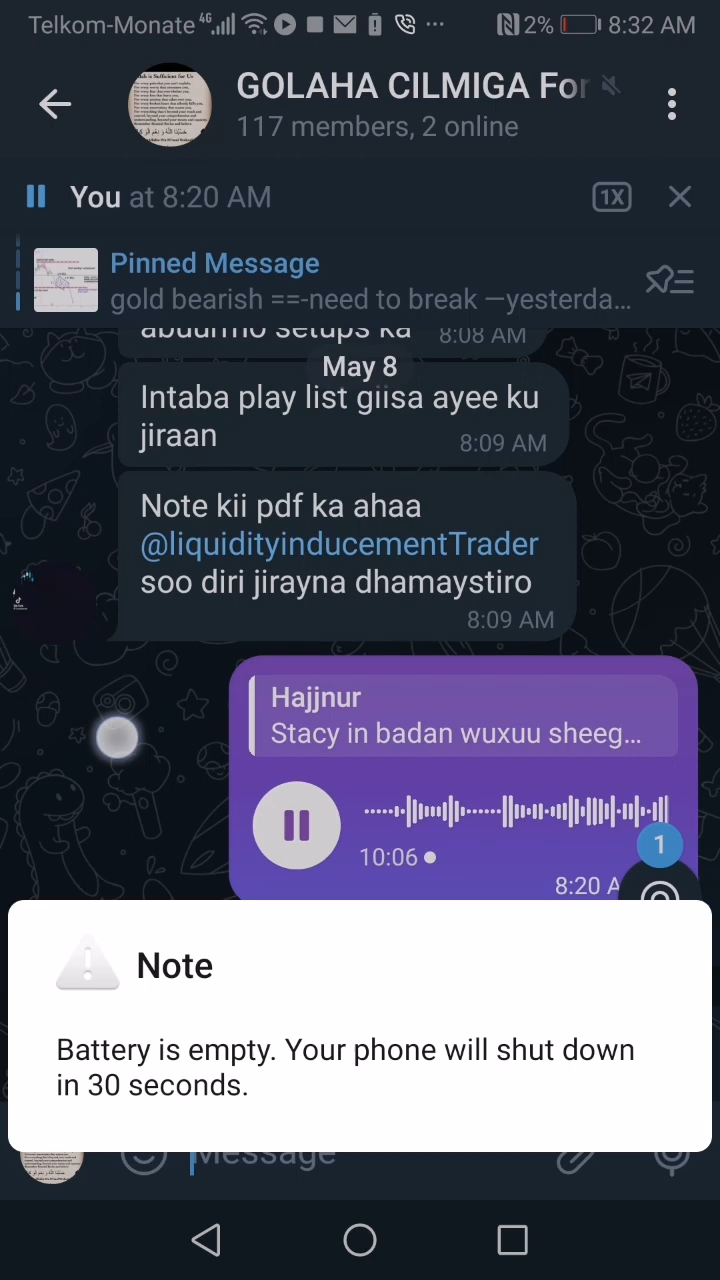 Telkom-Monate 4G 2% 8:32 AM
GOLAHA CILMIGA For
117 members, 2 online
You at 8:20 AM 1X
Pinned Message
gold bearish ==-need to break —yesterda...
abuurmo setups ka 8:08 AM
May 8
Intaba play list giisa ayee ku
jiraan 8:09 AM
Note kii pdf ka ahaa
@liquidityinducementTrader
soo diri jirayna dhamaystiro
8:09 AM
Hajjnur
Stacy in badan wuxuu sheeg...
10:06
1
8:20 A
Note
Battery is empty. Your phone will shut down
in 30 seconds.
Message